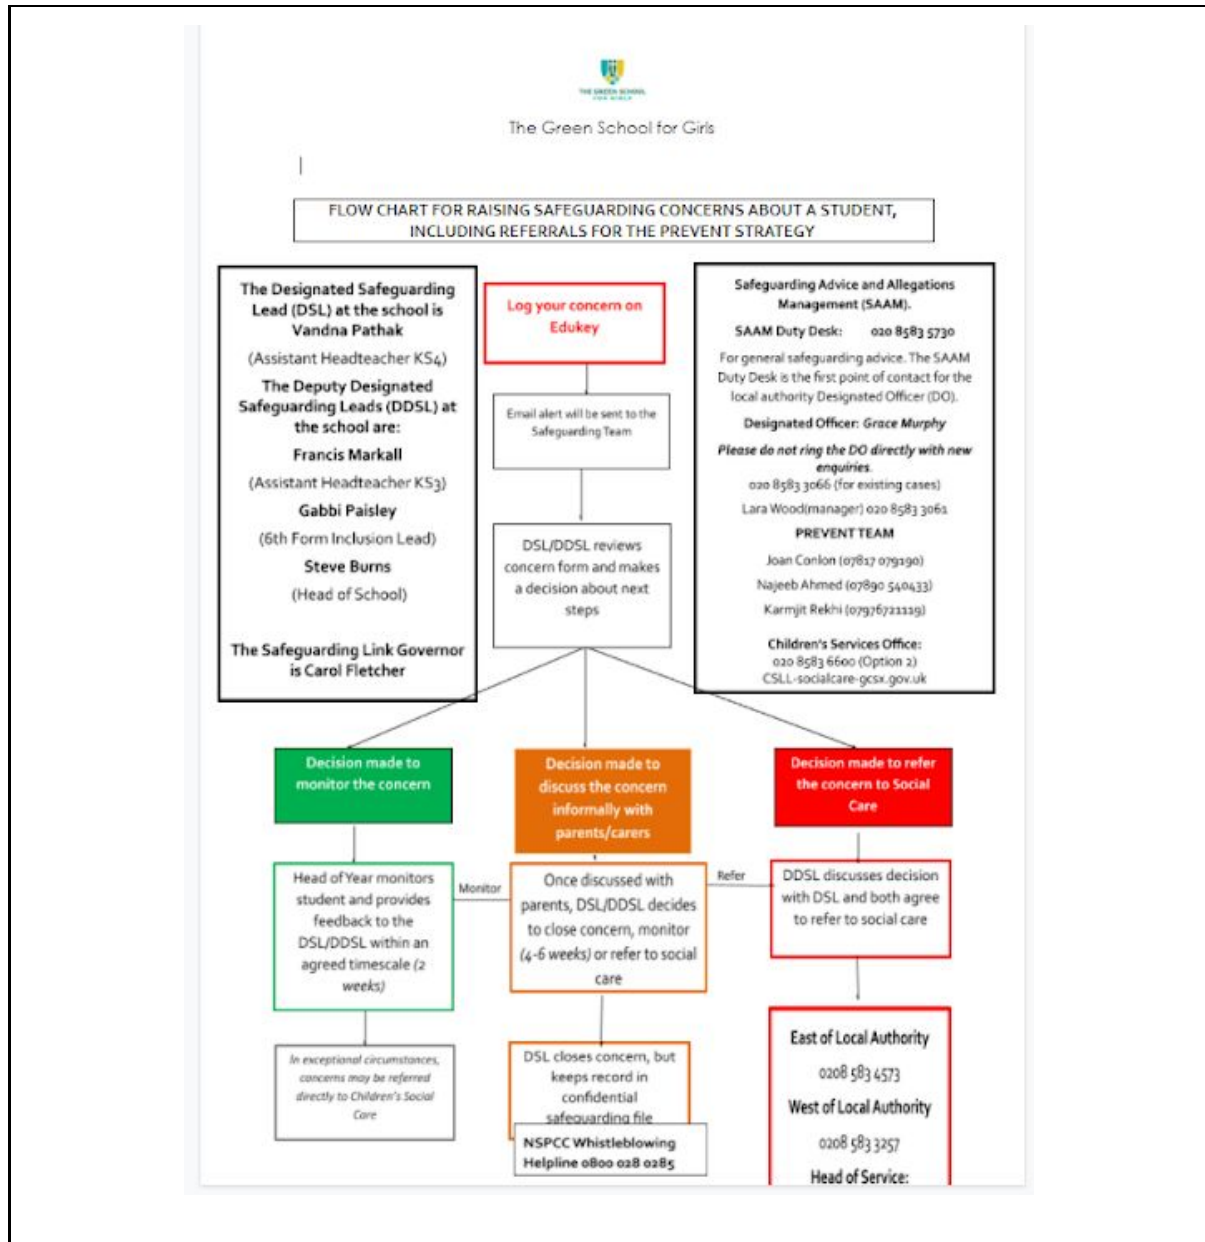 THE GREEN SCHOOL
FOR GIRLS
The Green School for Girls
FLOW CHART FOR RAISING SAFEGUARDING CONCERNS ABOUT A STUDENT,
INCLUDING REFERRALS FOR THE PREVENT STRATEGY
The Designated Safeguarding
Lead (DSL) at the school is
Vandna Pathak
(Assistant Headteacher KS4)
The Deputy Designated
Safeguarding Leads (DDSL) at
the school are:
Francis Markall
(Assistant Headteacher KS3)
Gabbi Paisley
(6th Form Inclusion Lead)
Steve Burns
(Head of School)
The Safeguarding Link Governor
is Carol Fletcher
Log your concern on
Edukey
Email alert will be sent to the
Safeguarding Team
DSL/DDSL reviews
concern form and makes
a decision about next
steps
Safeguarding Advice and Allegations
Management (SAAM).
SAAM Duty Desk: 020 8583 5730
For general safeguarding advice. The SAAM
Duty Desk is the first point of contact for the
local authority Designated Officer (DO).
Designated Officer: Grace Murphy
Please do not ring the DO directly with new
enquiries.
020 8583 3066 (for existing cases)
Lara Wood(manager) 020 8583 3061
PREVENT TEAM
Joan Conlon (07817 079190)
Najeeb Ahmed (07890 540433)
Karmjit Rekhi (07976721119)
Children's Services Office:
020 8583 6600 (Option 2)
CSLL-socialcare-gcsx.gov.uk
Decision made to
monitor the concern
Decision made to
discuss the concern
informally with
parents/carers
Decision made to refer
the concern to Social
Care
Head of Year monitors
student and provides
feedback to the
DSL/DDSL within an
agreed timescale (2
weeks)
Monitor
Once discussed with
parents, DSL/DDSL decides
to close concern, monitor
(4-6 weeks) or refer to social
care
Refer
DDSL discusses decision
with DSL and both agree
to refer to social care
In exceptional circumstances,
concerns may be referred
directly to Children's Social
Care
DSL closes concern, but
keeps record in
confidential
safeguarding file
NSPCC Whistleblowing
Helpline 0800 028 0285
East of Local Authority
0208 583 4573
West of Local Authority
0208 583 3257
Head of Service: